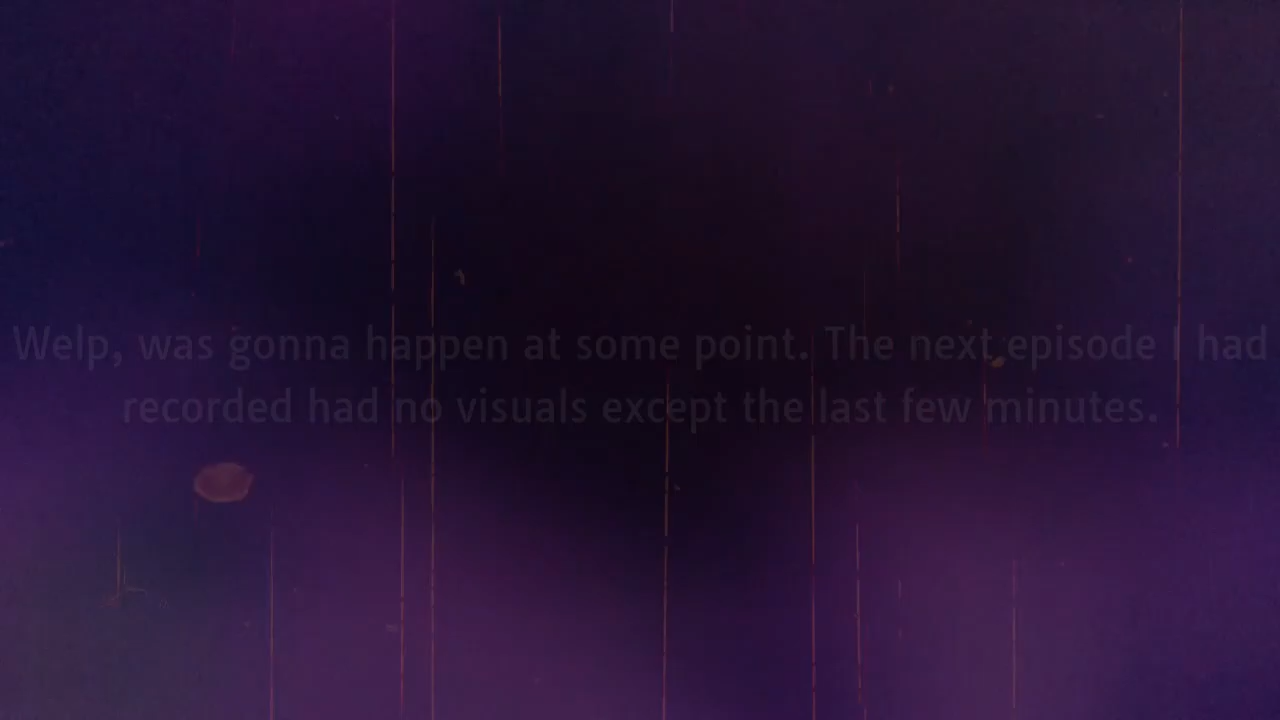 Welp, was gonna happen at some point. The next episode I had
recorded had no visuals except the last few minutes.